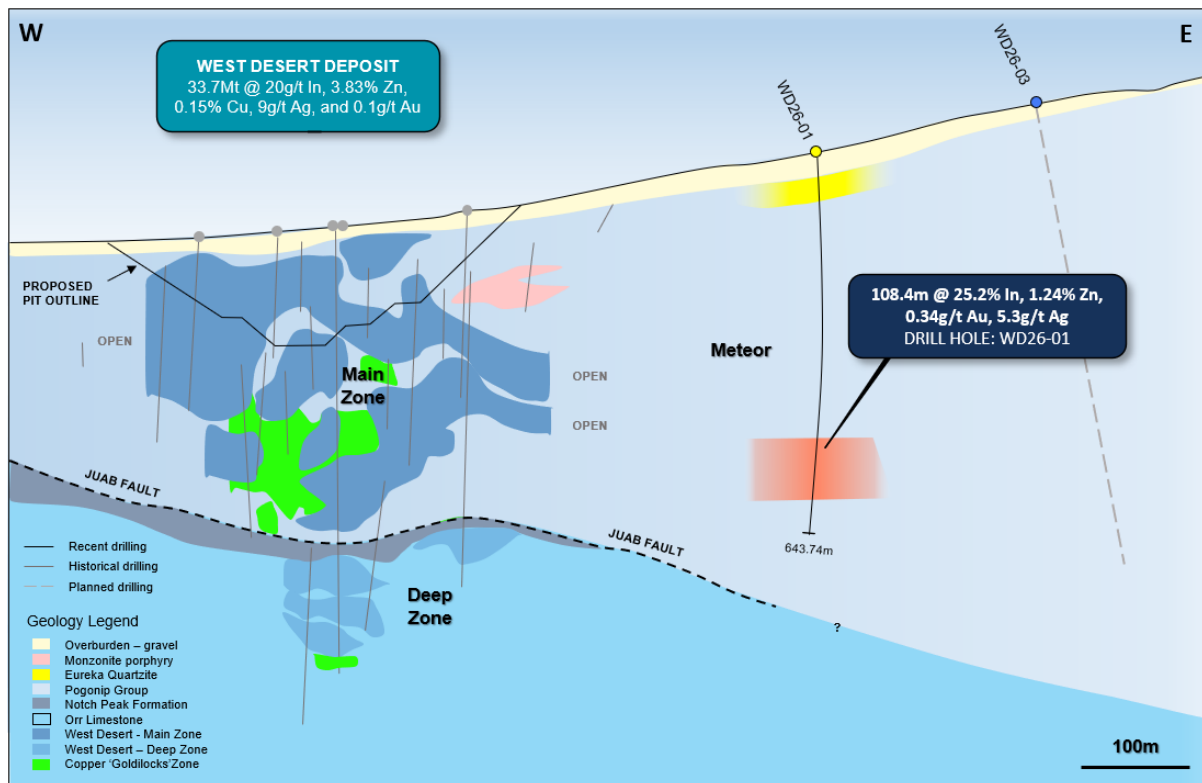 W
E
WEST DESERT DEPOSIT
33.7Mt @ 20g/t In, 3.83% Zn,
0.15% Cu, 9g/t Ag, and 0.1g/t Au
WD26-03
WD26-01
PROPOSED
PIT OUTLINE
OPEN
Main
Zone
OPEN
OPEN
Meteor
108.4m @ 25.2% In, 1.24% Zn,
0.34g/t Au, 5.3g/t Ag
DRILL HOLE: WD26-01
JUAB FAULT
JUAB FAULT
643.74m
Deep
Zone
?
Recent drilling
Historical drilling
Planned drilling
Geology Legend
Overburden – gravel
Monzonite porphyry
Eureka Quartzite
Pogonip Group
Notch Peak Formation
Orr Limestone
West Desert - Main Zone
West Desert – Deep Zone
Copper ‘Goldilocks’Zone
100m